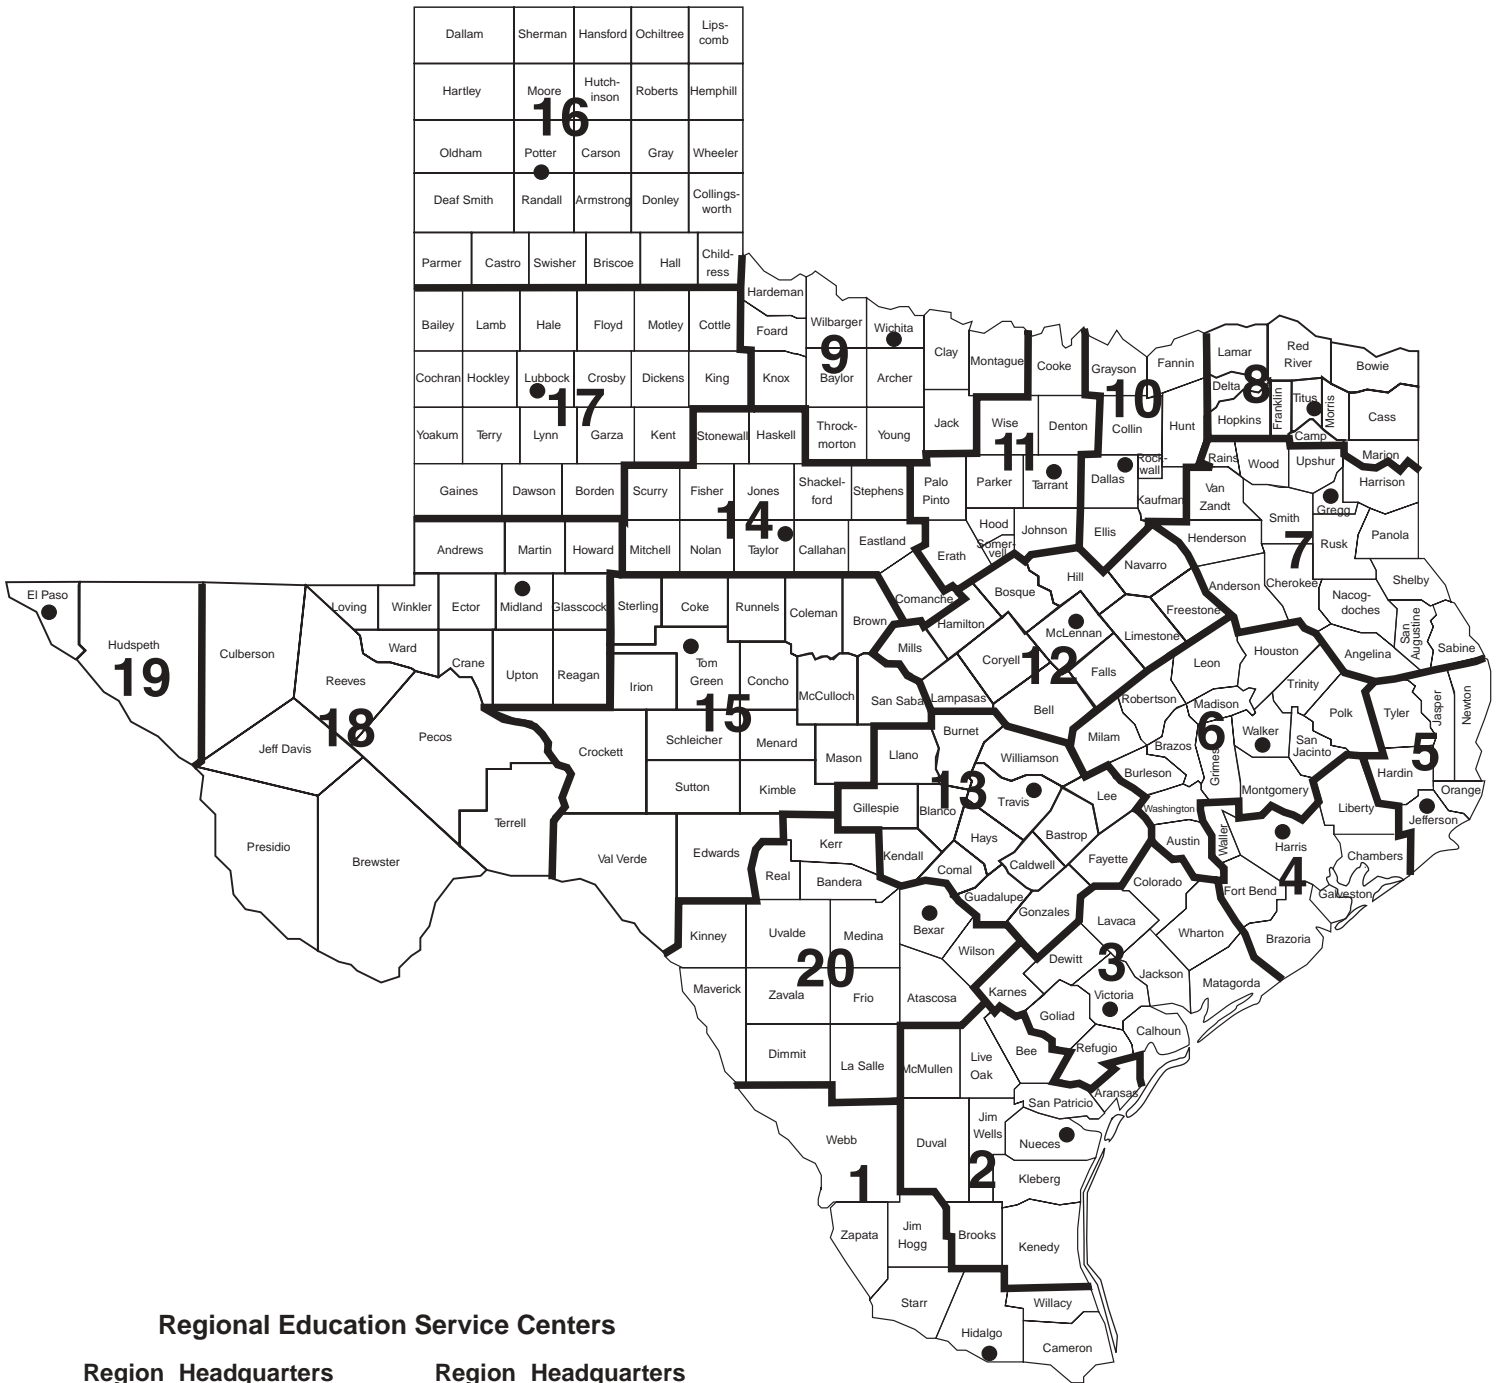 Dallam Sherman Hansford Ochiltree Lips-
comb
Hartley Moore Hutch-
inson Roberts Hemphill
16
Oldham Potter Carson Gray Wheeler
Deaf Smith Randall Armstrong Donley Collings-
worth
Parmer Castro Swisher Briscoe Hall Child-
ress
Hardeman
Bailey Lamb Hale Floyd Motley Cottle Foard Wilbarger Wichita
9
Clay Montague Cooke Grayson Fannin Lamar Red
River Bowie
Cochran Hockley Lubbock Crosby Dickens King Knox Baylor Archer
17
10
Delta 8
Franklin Titus Morris Cass
Hopkins
Camp
Yoakum Terry Lynn Garza Kent Stonewall Haskell Throck-
morton Young Jack Wise Denton Collin Hunt
11
Rains Wood Upshur Marion
Gaines Dawson Borden Scurry Fisher Jones Shackel-
ford Stephens Palo
Pinto Parker Tarrant Dallas Rock-
wall Kaufman Van
Zandt Smith Gregg Harrison
14
Andrews Martin Howard Mitchell Nolan Taylor Callahan Eastland Erath Hood Somer-
vell Johnson Ellis Henderson 7 Rusk Panola
El Paso Hudspeth Culberson Loving Winkler Ector Midland Glasscock Sterling Coke Runnels Coleman Brown Comanche Bosque Hill Navarro Anderson Cherokee Nacog-
doches Shelby
19
Ward Crane Upton Reagan Irion Tom
Green Concho McCulloch Mills Hamilton McLennan Limestone Freestone San
Augustine Sabine
Reeves 18 Pecos 15 San Saba Lampasas Coryell 12 Falls Leon Houston Angelina
Jeff Davis Crockett Schleicher Menard Mason Llano Burnet Bell Robertson Madison Trinity Polk Tyler Jasper Newton
Williamson Milam Brazos 6 Walker San
Jacinto 5
Sutton Kimble Gillespie Blanco 13 Travis Lee Burleson Grimes Montgomery Hardin Orange
Terrell Washington Liberty Jefferson
Presidio Brewster Val Verde Edwards Kerr Kendall Hays Bastrop Fayette Austin Waller Harris Chambers
Real Bandera Comal Caldwell Colorado Fort Bend 4 Galveston
Guadalupe Gonzales
Kinney Uvalde Medina Bexar Wilson Lavaca Wharton Brazoria
20
Dewitt 3
Maverick Zavala Frio Atascosa Karnes Victoria Jackson Matagorda
Goliad Calhoun
Dimmit La Salle McMullen Live
Oak Bee Refugio
San Patricio Aransas
Webb Duval Jim
Wells Nueces
1 2 Kleberg
Zapata Jim
Hogg Brooks Kenedy
Starr Willacy
Hidalgo Cameron
Regional Education Service Centers
Region Headquarters Region Headquarters